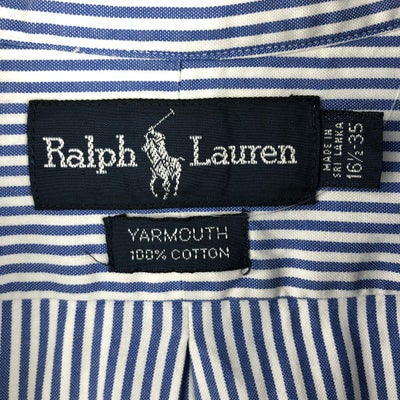 Ralph Lauren
MADE IN
SRI LANKA
16½-35
YARMOUTH
100% COTTON